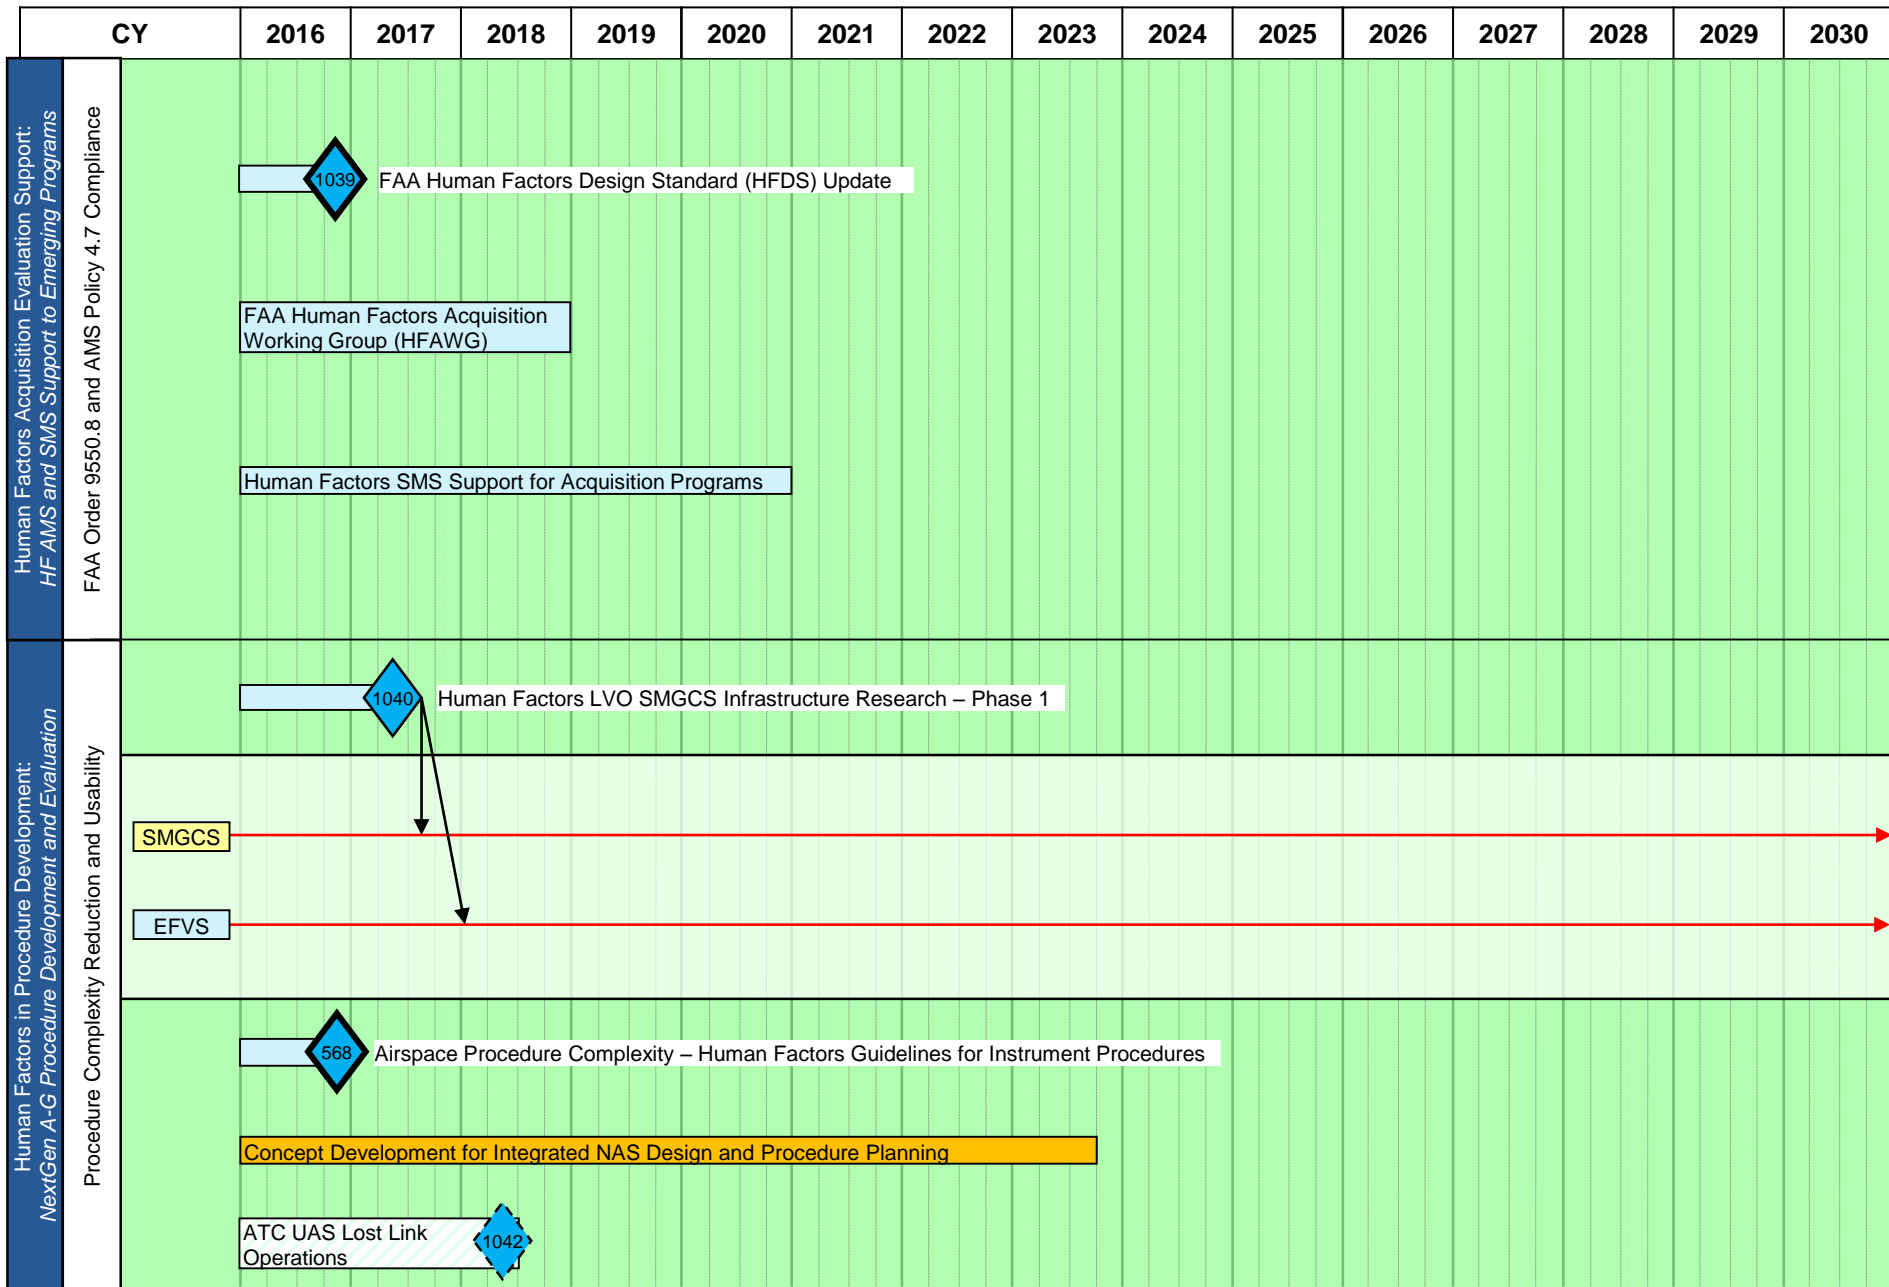 CY 2016 2017 2018 2019 2020 2021 2022 2023 2024 2025 2026 2027 2028 2029 2030
Human Factors Acquisition Evaluation Support:
HF AMS and SMS Support to Emerging Programs
FAA Order 9550.8 and AMS Policy 4.7 Compliance
1039 FAA Human Factors Design Standard (HFDS) Update
FAA Human Factors Acquisition
Working Group (HFAWG)
Human Factors SMS Support for Acquisition Programs
Human Factors in Procedure Development:
NextGen A-G Procedure Development and Evaluation
Procedure Complexity Reduction and Usability
1040 Human Factors LVO SMGCS Infrastructure Research – Phase 1
SMGCS
EFVS
568 Airspace Procedure Complexity – Human Factors Guidelines for Instrument Procedures
Concept Development for Integrated NAS Design and Procedure Planning
ATC UAS Lost Link
Operations
1042